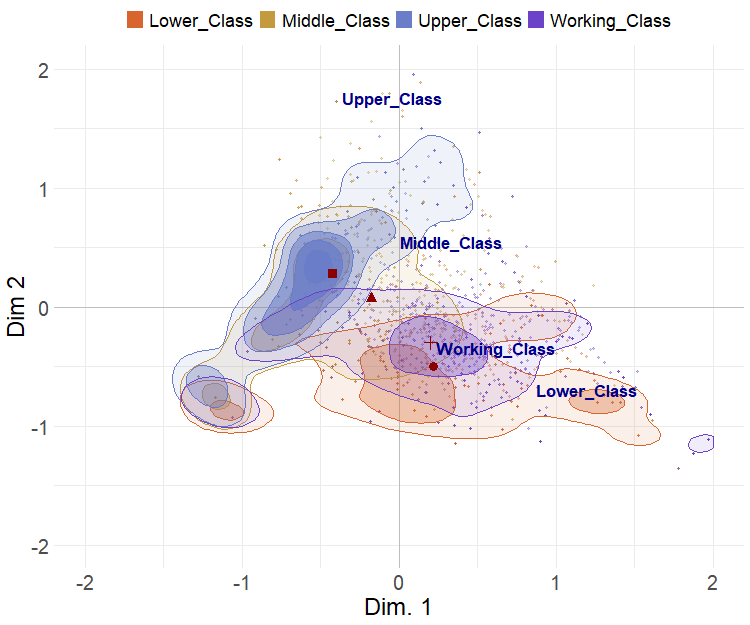 Lower_Class Middle_Class Upper_Class Working_Class
2
Upper_Class
1
Middle_Class
0
Working_Class
Lower_Class
-1
-2
Dim 2
-2 -1 0 1 2
Dim. 1